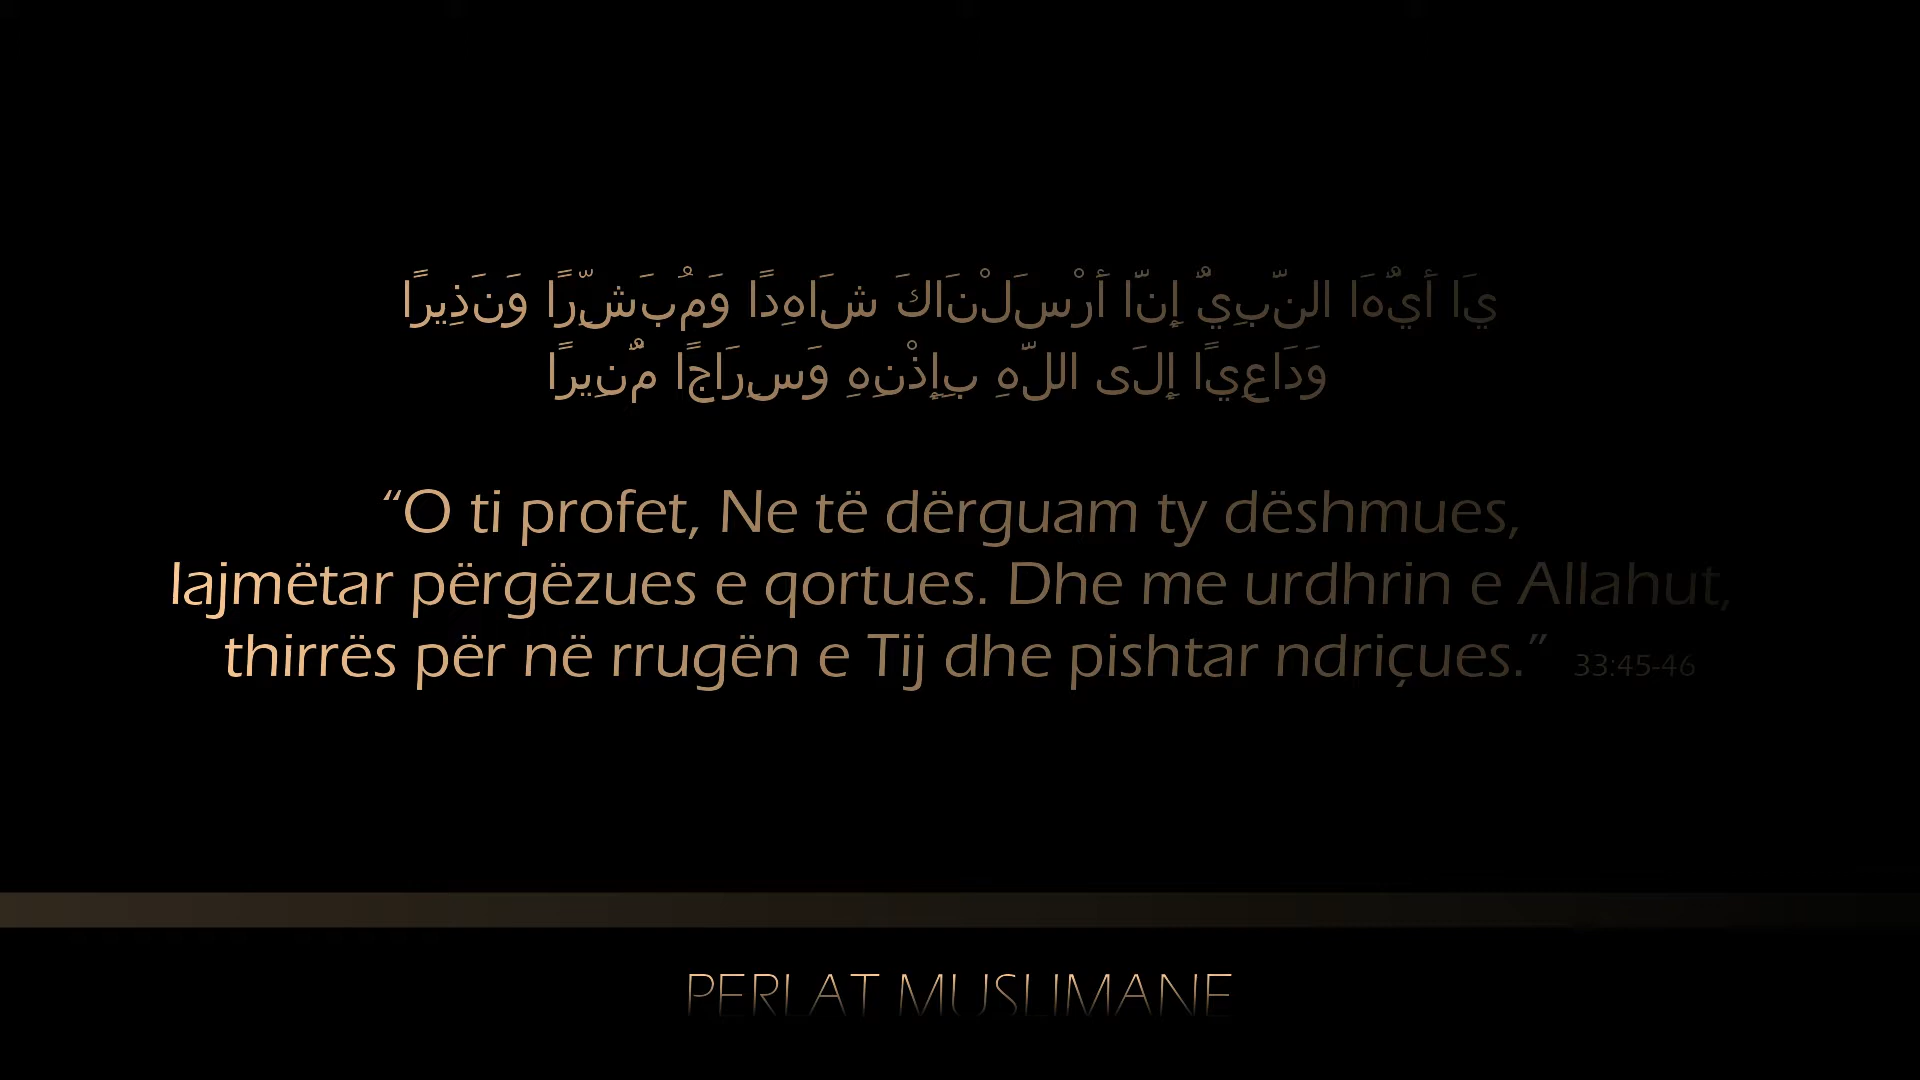 يَا أَيُّهَا النَّبِيُّ إِنَّا أَرْسَلْنَاكَ شَاهِدًا وَمُبَشِّرًا وَنَذِيرًا
وَدَاعِيًا إِلَى اللَّهِ بِإِذْنِهِ وَسِرَاجًا مُّنِيرًا
“O ti profet, Ne të dërguam ty dëshmues,
lajmëtar përgëzues e qortues. Dhe me urdhrin e Allahut,
thirrës për në rrugën e Tij dhe pishtar ndriçues.” 33:45-46
PERLAT MUSLIMANE